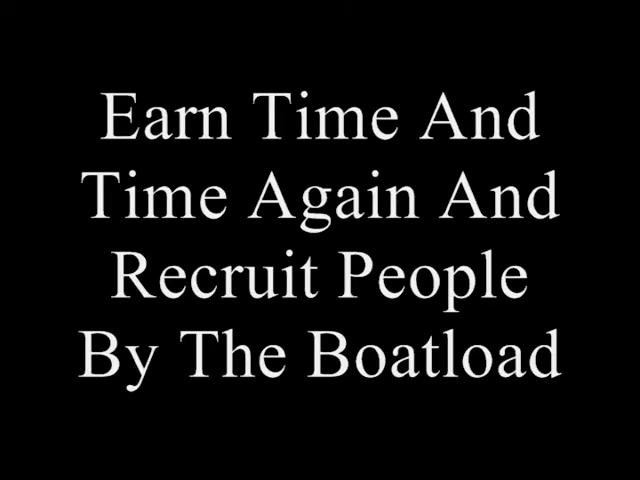 Earn Time And
Time Again And
Recruit People
By The Boatload